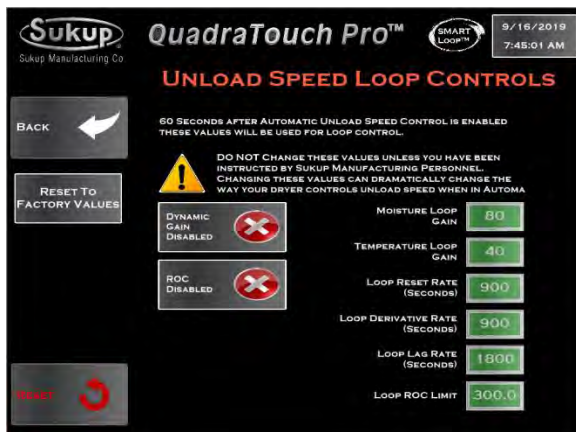 Sukup
Sukup Manufacturing Co
QuadraTouch Pro™
SMART
LOOP™
9/16/2019
7:45:01 AM
UNLOAD SPEED LOOP CONTROLS
BACK
60 SECONDS AFTER AUTOMATIC UNLOAD SPEED CONTROL IS ENABLED
THESE VALUES WILL BE USED FOR LOOP CONTROL.
DO NOT CHANGE THESE VALUES UNLESS YOU HAVE BEEN
INSTRUCTED BY SUKUP MANUFACTURING PERSONNEL.
CHANGING THESE VALUES CAN DRAMATICALLY CHANGE THE
WAY YOUR DRYER CONTROLS UNLOAD SPEED WHEN IN AUTOMA
RESET TO
FACTORY VALUES
DYNAMIC
GAIN
DISABLED
MOISTURE LOOP
GAIN
80
TEMPERATURE LOOP
GAIN
40
ROC
DISABLED
LOOP RESET RATE
(SECONDS)
900
LOOP DERIVATIVE RATE
(SECONDS)
900
LOOP LAG RATE
(SECONDS)
1800
LOOP ROC LIMIT
300.0
RESET